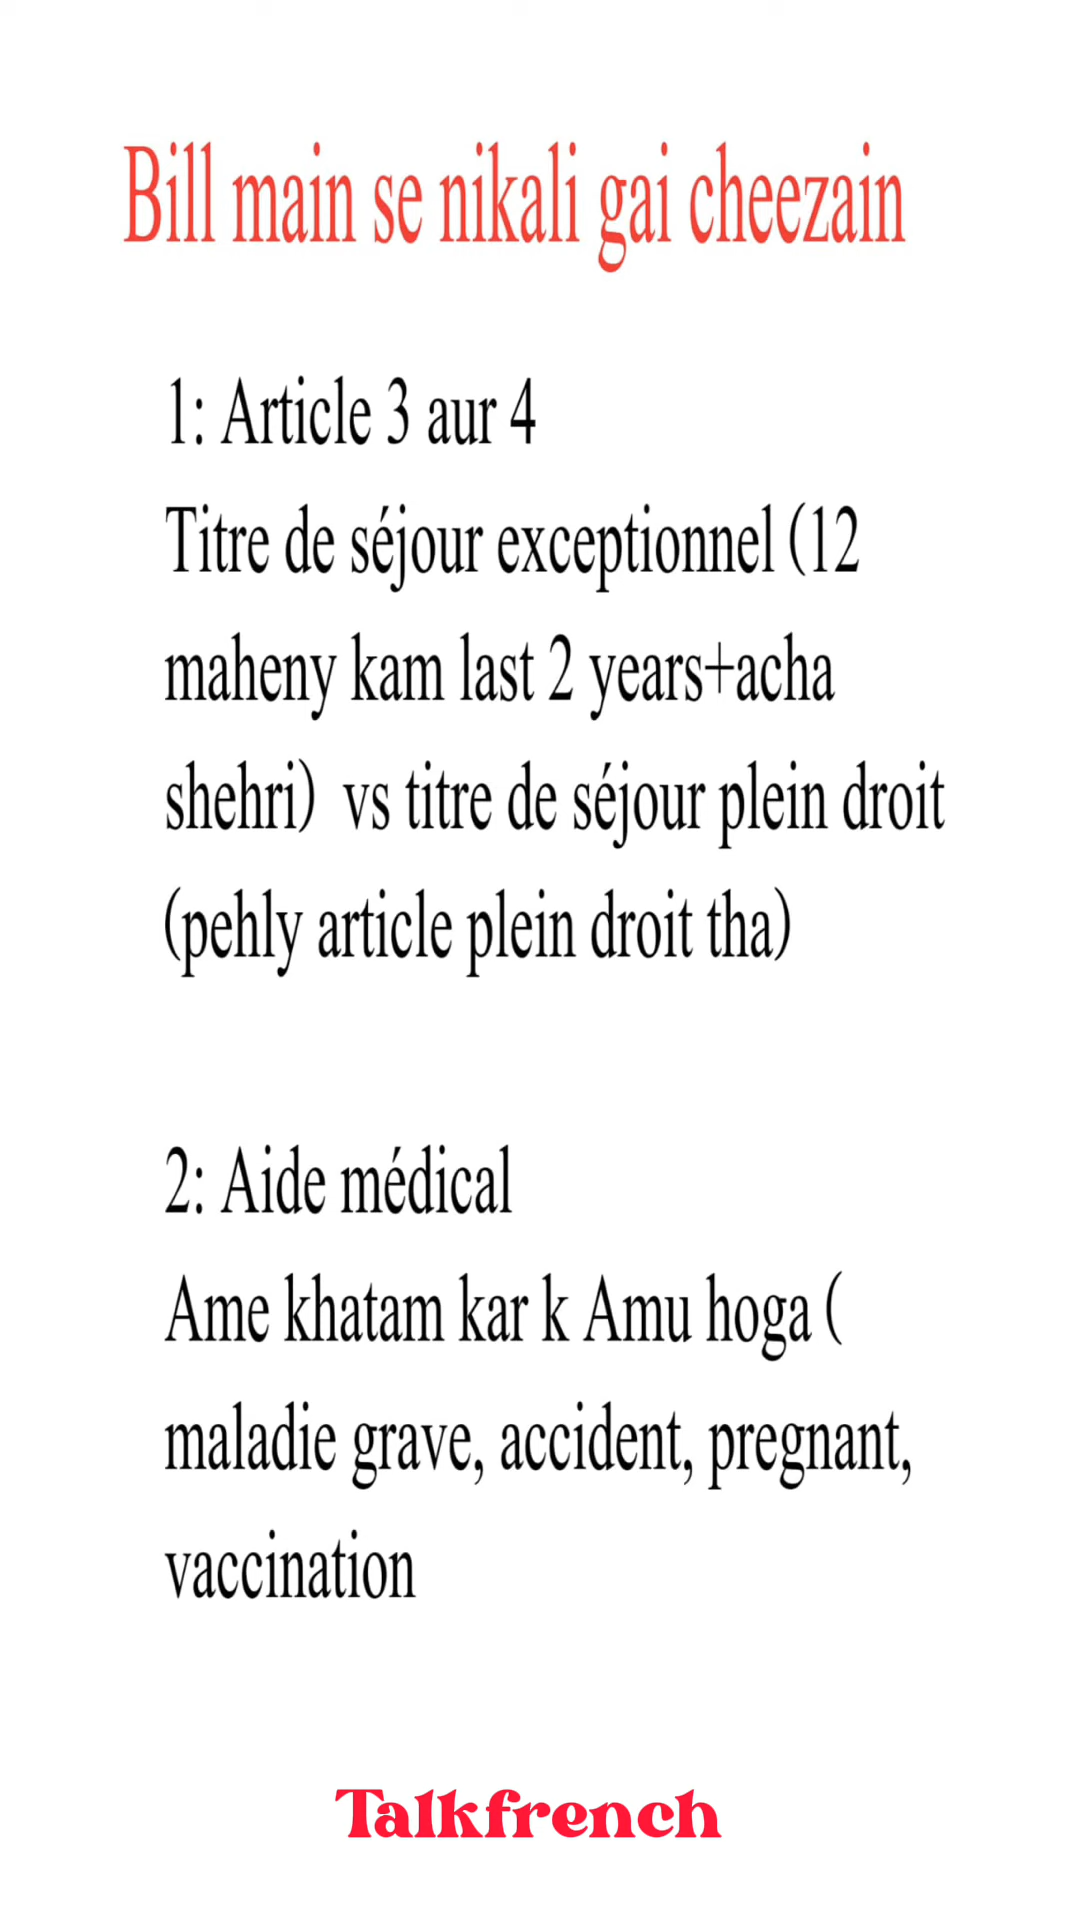 Bill main se nikali gai cheezain
1: Article 3 aur 4
Titre de séjour exceptionnel (12
maheny kam last 2 years+acha
shehri)  vs titre de séjour plein droit
(pehly article plein droit tha)
2: Aide médical
Ame khatam kar k Amu hoga (
maladie grave, accident, pregnant,
vaccination
Talkfrench